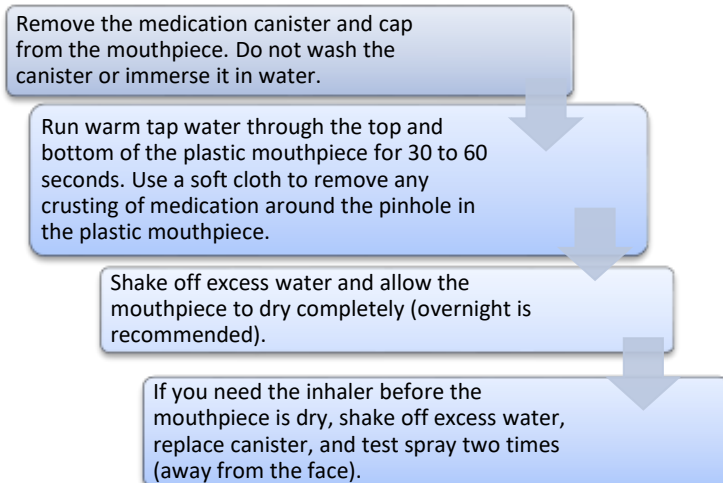 Remove the medication canister and cap
from the mouthpiece. Do not wash the
canister or immerse it in water.
Run warm tap water through the top and
bottom of the plastic mouthpiece for 30 to 60
seconds. Use a soft cloth to remove any
crusting of medication around the pinhole in
the plastic mouthpiece.
Shake off excess water and allow the
mouthpiece to dry completely (overnight is
recommended).
If you need the inhaler before the
mouthpiece is dry, shake off excess water,
replace canister, and test spray two times
(away from the face).